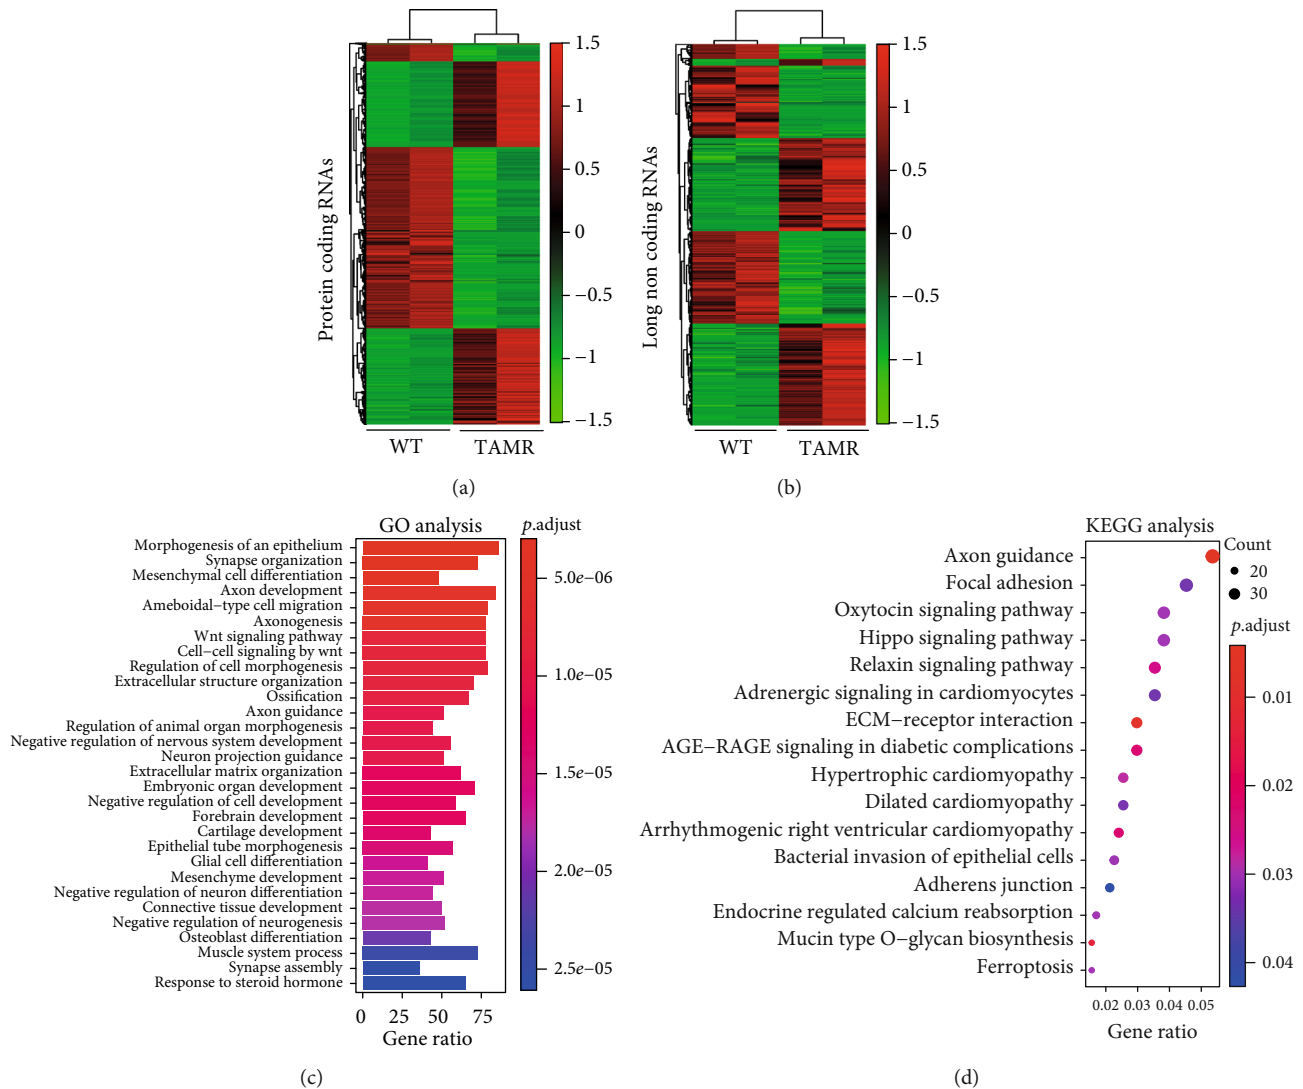 Protein coding RNAs
1.5
1
0.5
0
−0.5
−1
−1.5
WT
TAMR
(a)
Long non coding RNAs
1.5
1
0.5
0
−0.5
−1
−1.5
WT
TAMR
(b)
GO analysis
Morphogenesis of an epithelium
Synapse organization
Mesenchymal cell differentiation
Axon development
Ameboidal−type cell migration
Axonogenesis
Wnt signaling pathway
Cell−cell signaling by wnt
Regulation of cell morphogenesis
Extracellular structure organization
Ossification
Axon guidance
Regulation of animal organ morphogenesis
Negative regulation of nervous system development
Neuron projection guidance
Extracellular matrix organization
Embryonic organ development
Negative regulation of cell development
Forebrain development
Cartilage development
Epithelial tube morphogenesis
Glial cell differentiation
Mesenchyme development
Negative regulation of neuron differentiation
Connective tissue development
Negative regulation of neurogenesis
Osteoblast differentiation
Muscle system process
Synapse assembly
Response to steroid hormone
0 25 50 75
Gene ratio
p.adjust
5.0e−06
1.0e−05
1.5e−05
2.0e−05
2.5e−05
(c)
KEGG analysis
Axon guidance
Focal adhesion
Oxytocin signaling pathway
Hippo signaling pathway
Relaxin signaling pathway
Adrenergic signaling in cardiomyocytes
ECM−receptor interaction
AGE−RAGE signaling in diabetic complications
Hypertrophic cardiomyopathy
Dilated cardiomyopathy
Arrhythmogenic right ventricular cardiomyopathy
Bacterial invasion of epithelial cells
Adherens junction
Endocrine regulated calcium reabsorption
Mucin type O−glycan biosynthesis
Ferroptosis
0.02 0.03 0.04 0.05
Gene ratio
Count
20
30
p.adjust
0.01
0.02
0.03
0.04
(d)